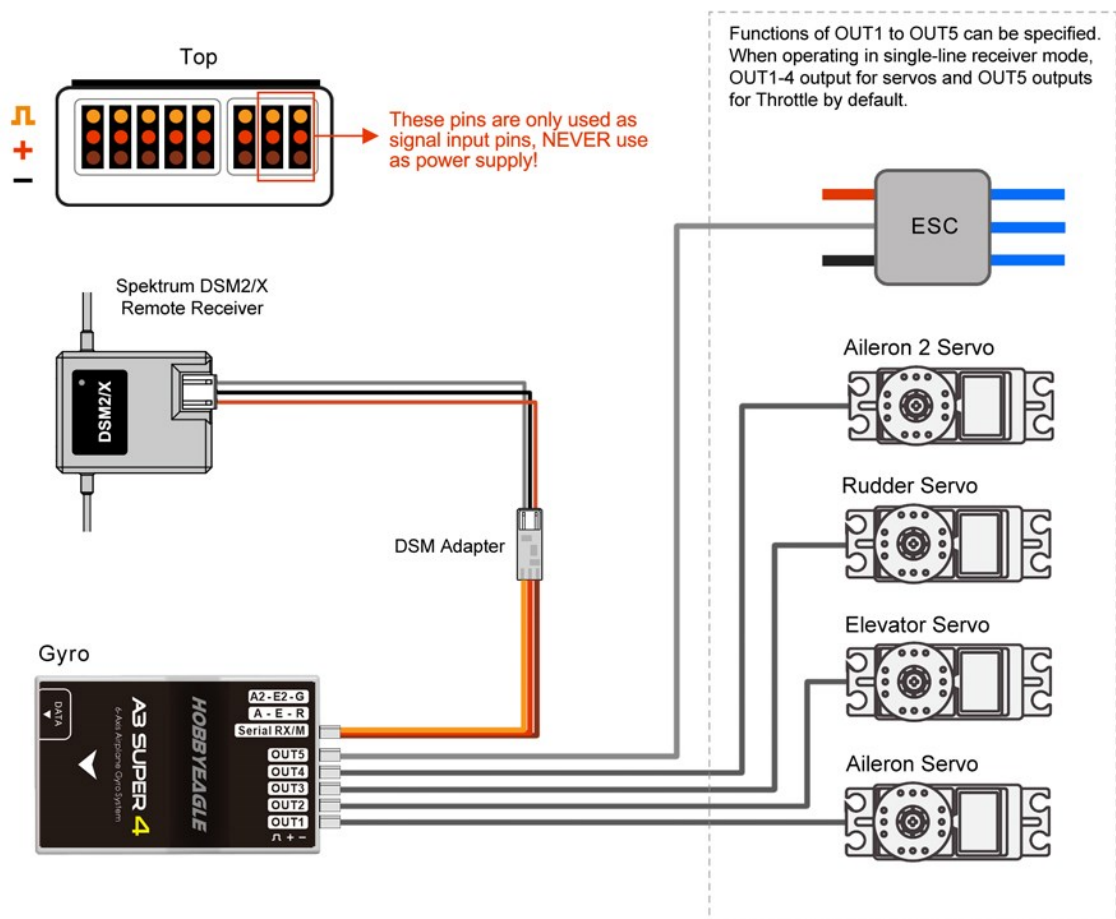 Functions of OUT1 to OUT5 can be specified.
When operating in single-line receiver mode,
OUT1-4 output for servos and OUT5 outputs
for Throttle by default.
Top
+
−
These pins are only used as
signal input pins, NEVER use
as power supply!
ESC
Spektrum DSM2/X
Remote Receiver
DSM2/X
Aileron 2 Servo
Rudder Servo
DSM Adapter
Elevator Servo
Gyro
DATA
A3 SUPER 4
6-Axis Airplane Gyro System
HOBBYEAGLE
A2-E2-G
A - E - R
Serial RX/M
OUT5
OUT4
OUT3
OUT2
OUT1
+ −
Aileron Servo